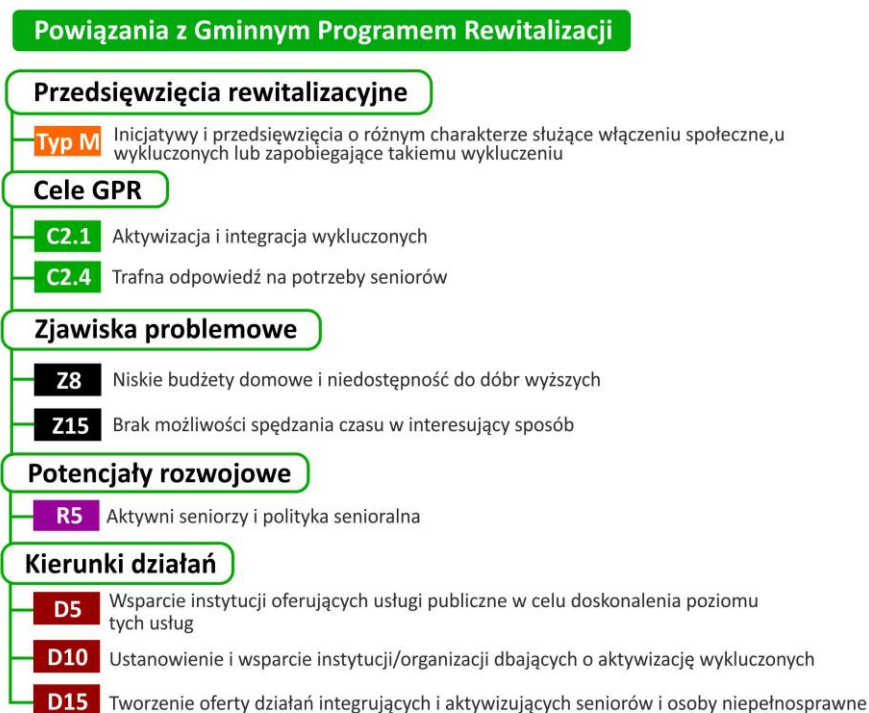 Powiązania z Gminnym Programem Rewitalizacji
Przedsięwzięcia rewitalizacyjne
Typ M Inicjatywy i przedsięwzięcia o różnym charakterze służące włączeniu społeczne,u
wykluczonych lub zapobiegające takiemu wykluczeniu
Cele GPR
C2.1 Aktywizacja i integracja wykluczonych
C2.4 Trafna odpowiedź na potrzeby seniorów
Zjawiska problemowe
Z8 Niskie budżety domowe i niedostępność do dóbr wyższych
Z15 Brak możliwości spędzania czasu w interesujący sposób
Potencjały rozwojowe
R5 Aktywni seniorzy i polityka senioralna
Kierunki działań
D5 Wsparcie instytucji oferujących usługi publiczne w celu doskonalenia poziomu
tych usług
D10 Ustanowienie i wsparcie instytucji/organizacji dbających o aktywizację wykluczonych
D15 Tworzenie oferty działań integrujących i aktywizujących seniorów i osoby niepełnosprawne